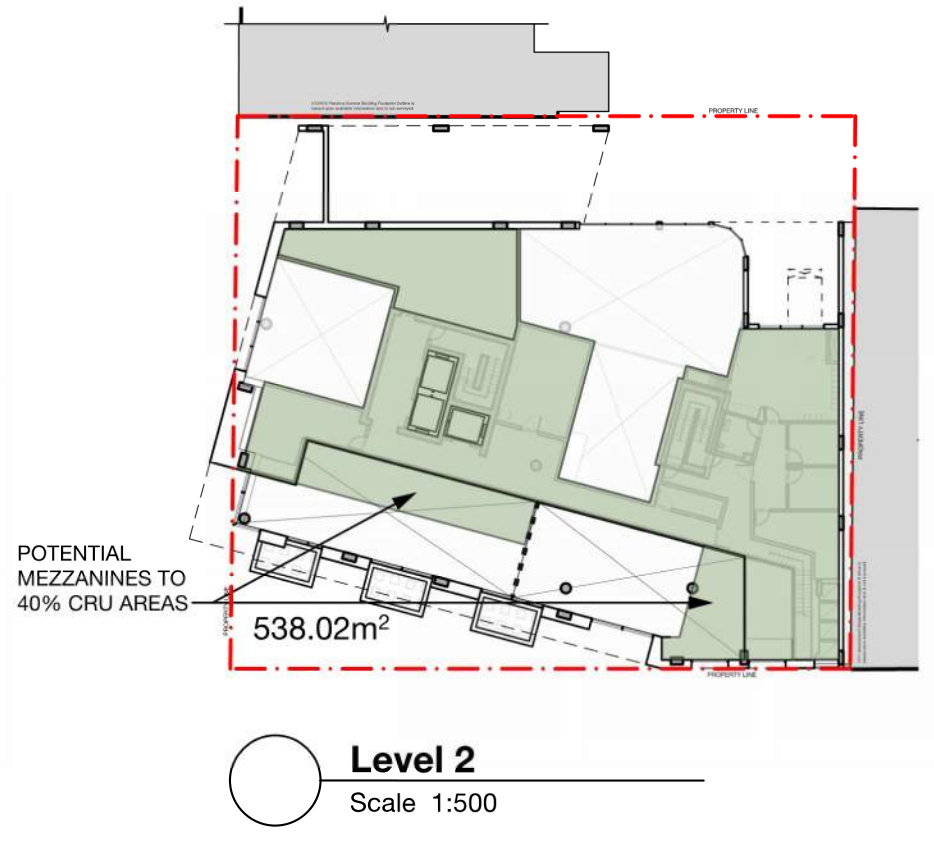 PROPERTY LINE
PROPERTY LINE
POTENTIAL
MEZZANINES TO
40% CRU AREAS
PROPERTY LINE
538.02m²
PROPERTY LINE
Level 2
Scale 1:500